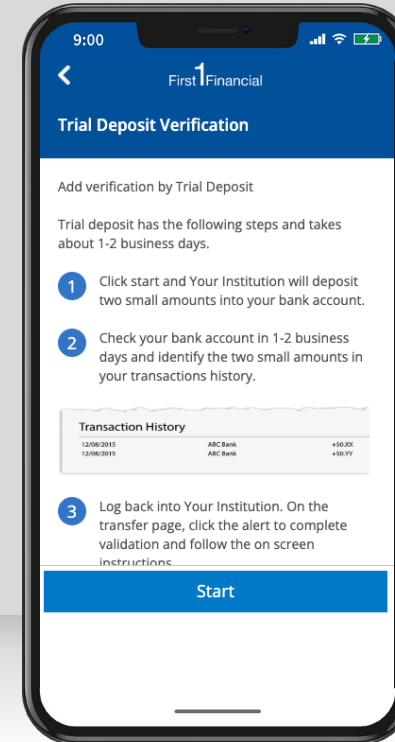 9:00
First 1 Financial
Trial Deposit Verification
Add verification by Trial Deposit
Trial deposit has the following steps and takes
about 1-2 business days.
1 Click start and Your Institution will deposit
two small amounts into your bank account.
2 Check your bank account in 1-2 business
days and identify the two small amounts in
your transactions history.
Transaction History
12/08/2015 ABC Bank +$0.XX
12/08/2015 ABC Bank +$0.YY
3 Log back into Your Institution. On the
transfer page, click the alert to complete
validation and follow the on screen
instructions
Start